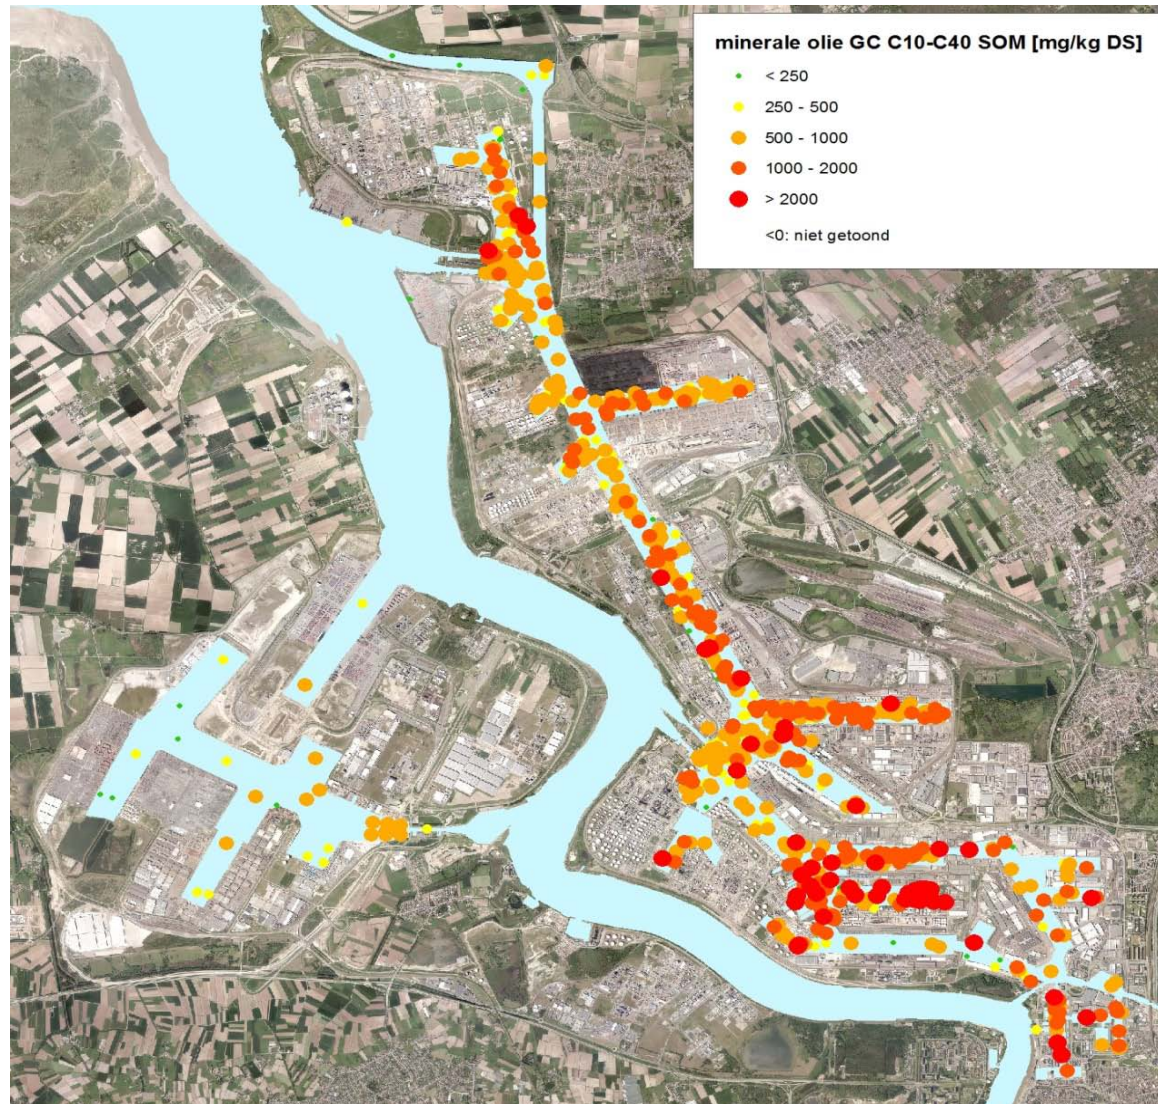 minerale olie GC C10-C40 SOM [mg/kg DS]
< 250
250 - 500
500 - 1000
1000 - 2000
> 2000
<0: niet getoond